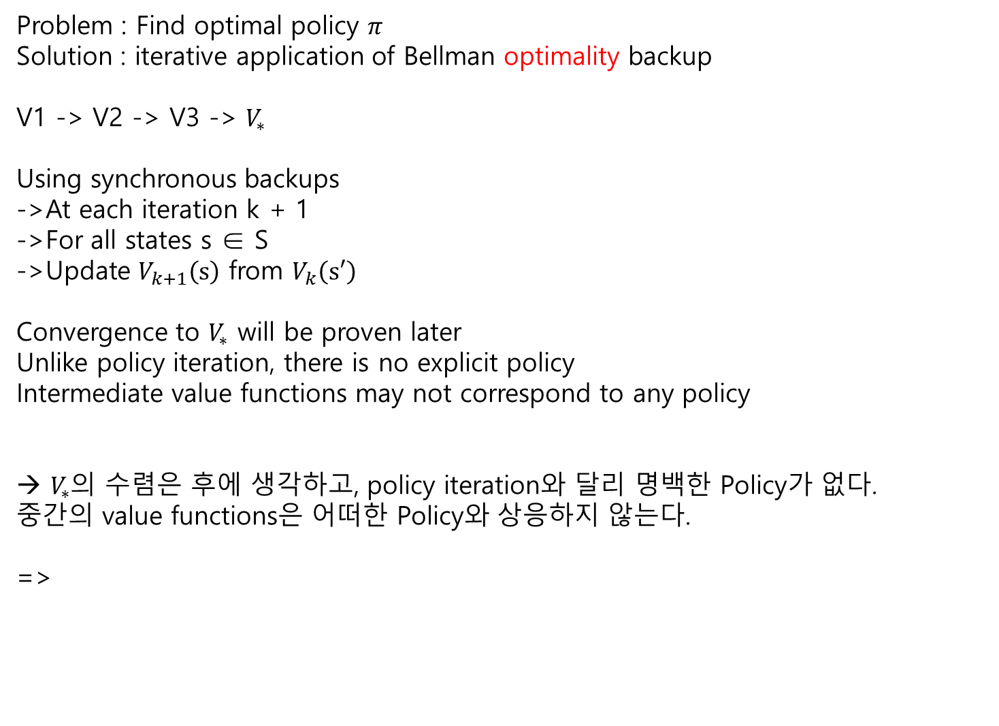 Problem : Find optimal policy 𝜋
Solution : iterative application of Bellman optimality backup
V1 -> V2 -> V3 -> V*
Using synchronous backups
->At each iteration k + 1
->For all states s ∈ S
->Update Vk+1(s) from Vk(s′)
Convergence to V* will be proven later
Unlike policy iteration, there is no explicit policy
Intermediate value functions may not correspond to any policy
→ V*의 수렴은 후에 생각하고, policy iteration와 달리 명백한 Policy가 없다.
중간의 value functions은 어떠한 Policy와 상응하지 않는다.
=>